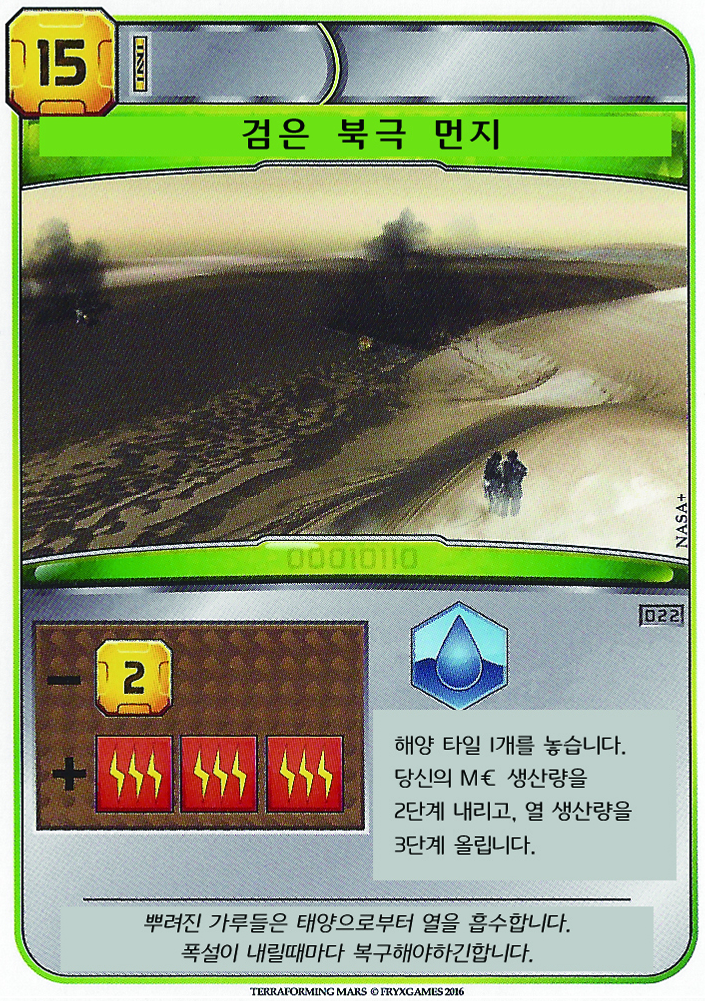 15
검은 북극 먼지
NASA+
00010110
022
- 2
+
해양 타일 1개를 놓습니다.
당신의 M€ 생산량을
2단계 내리고, 열 생산량을
3단계 올립니다.
뿌려진 가루들은 태양으로부터 열을 흡수합니다.
폭설이 내릴때마다 복구해야하긴합니다.
TERRAFORMING MARS © FRYXGAMES 2016